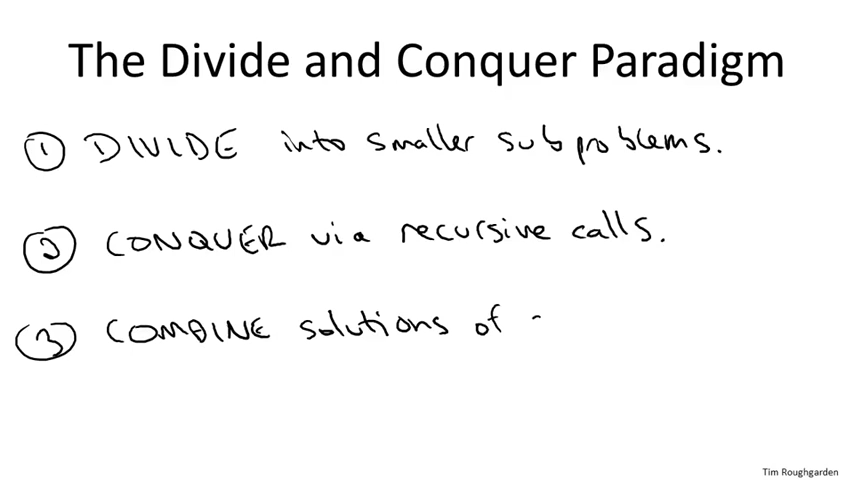 The Divide and Conquer Paradigm
① DIVIDE into smaller subproblems.
② CONQUER via recursive calls.
③ COMBINE solutions of
Tim Roughgarden